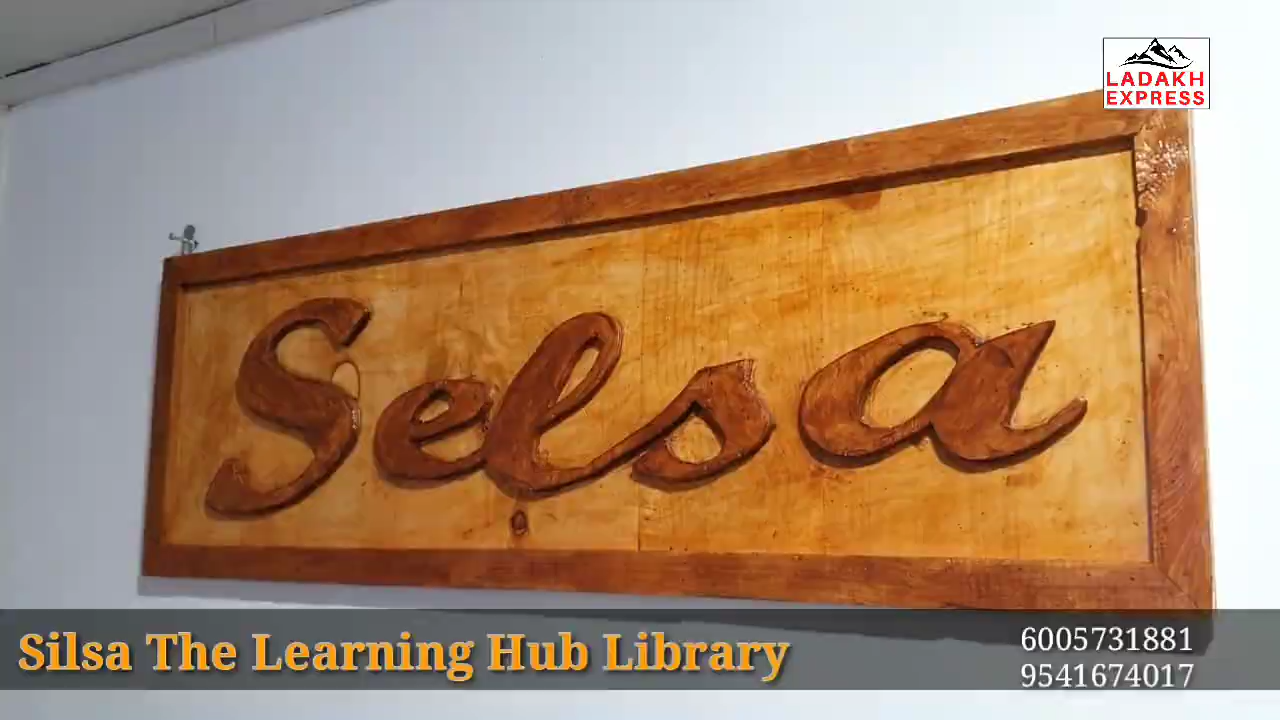 LADAKH
EXPRESS
Selsa
Silsa The Learning Hub Library
6005731881
9541674017